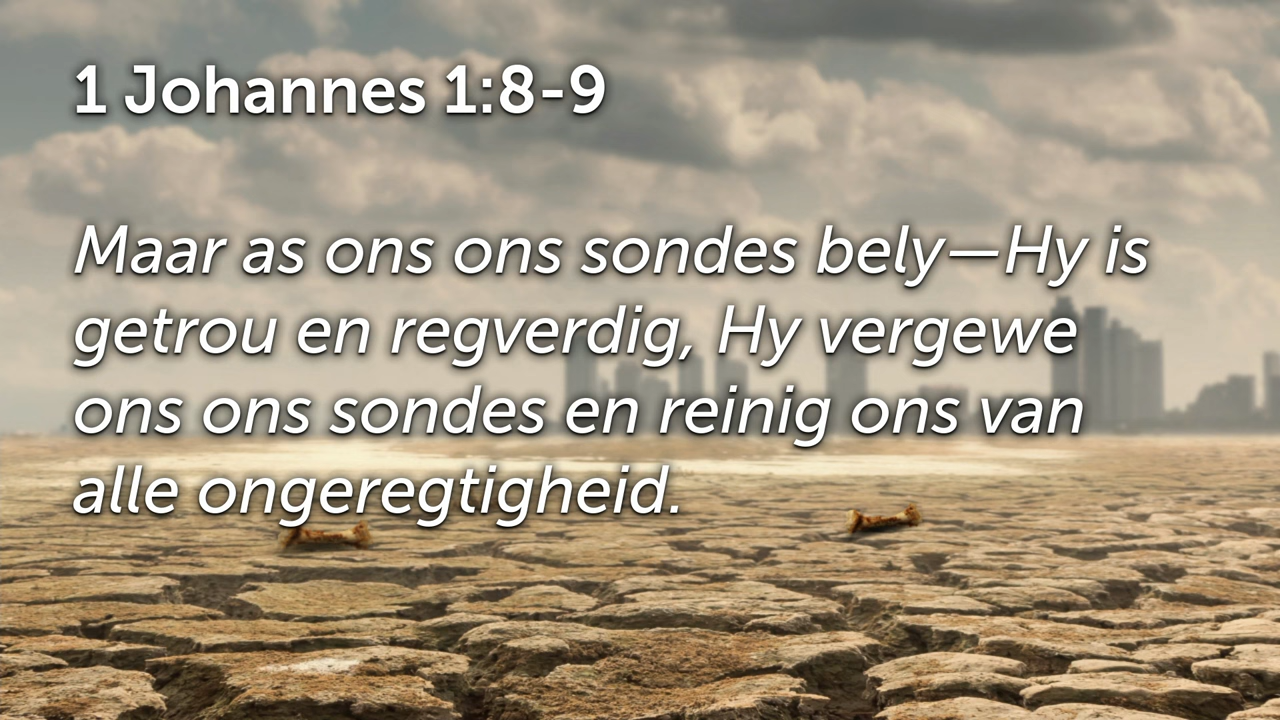 1 Johannes 1:8-9
Maar as ons ons sondes bely—Hy is
getrou en regverdig, Hy vergewe
ons ons sondes en reinig ons van
alle ongeregtigheid.